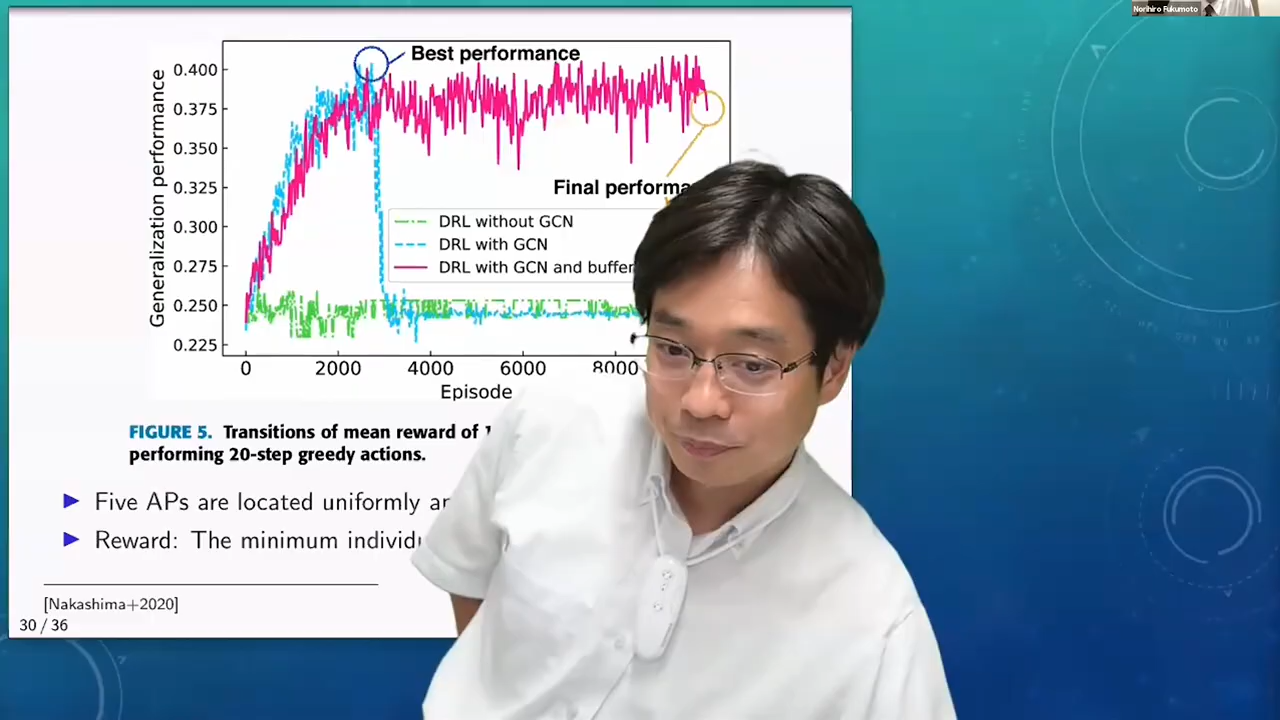 Norihiro Fukumoto
Best performance
0.400
0.375
0.350
0.325
0.300
0.275
0.250
0.225
Generalization performance
Final performa
DRL without GCN
DRL with GCN
DRL with GCN and buffer
0
2000
4000
6000
8000
Episode
FIGURE 5. Transitions of mean reward of
performing 20-step greedy actions.
▶ Five APs are located uniformly
▶ Reward: The minimum
[Nakashima+2020]
30 / 36